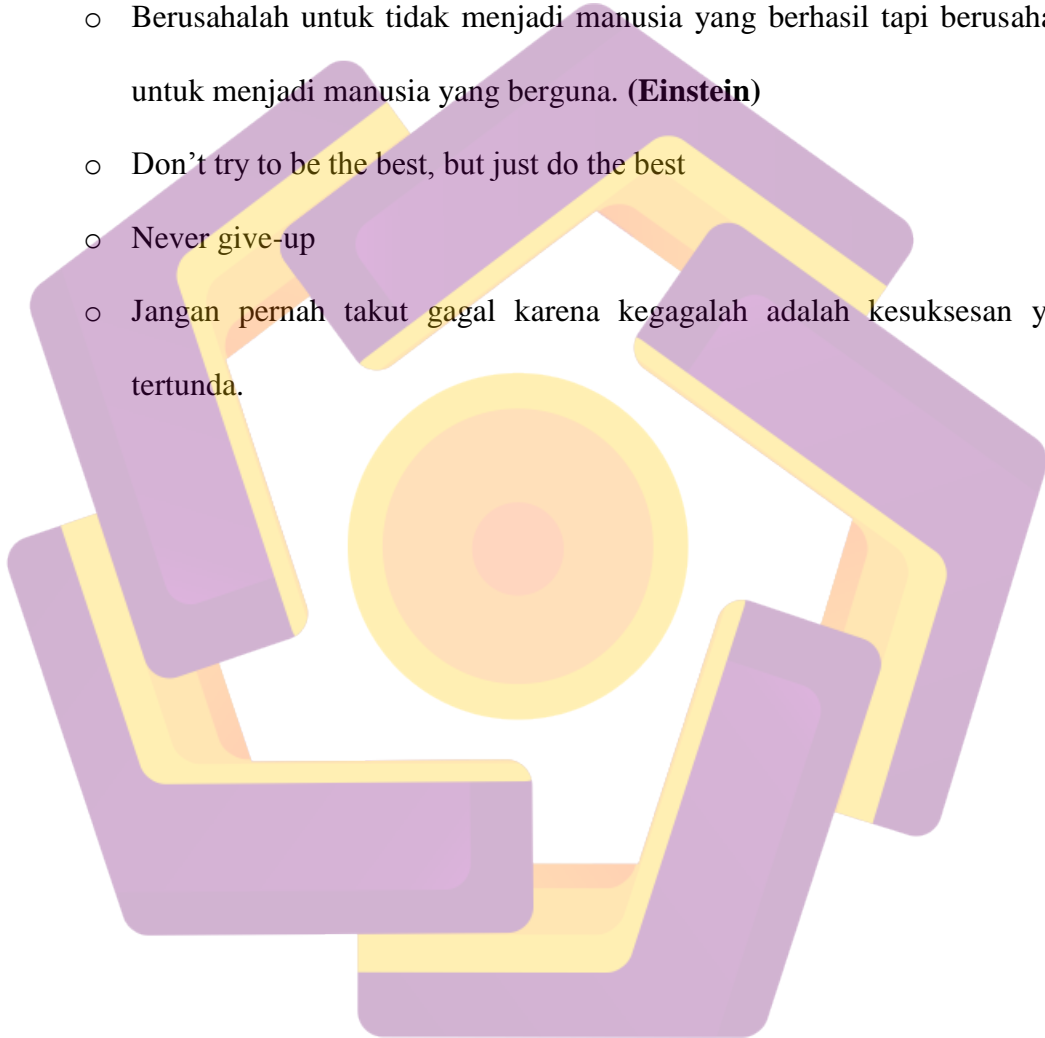 o Berusahalah untuk tidak menjadi manusia yang berhasil tapi berusaha
untuk menjadi manusia yang berguna. (Einstein)
o Don't try to be the best, but just do the best
o Never give-up
o Jangan pernah takut gagal karena kegagalah adalah kesuksesan y
tertunda.